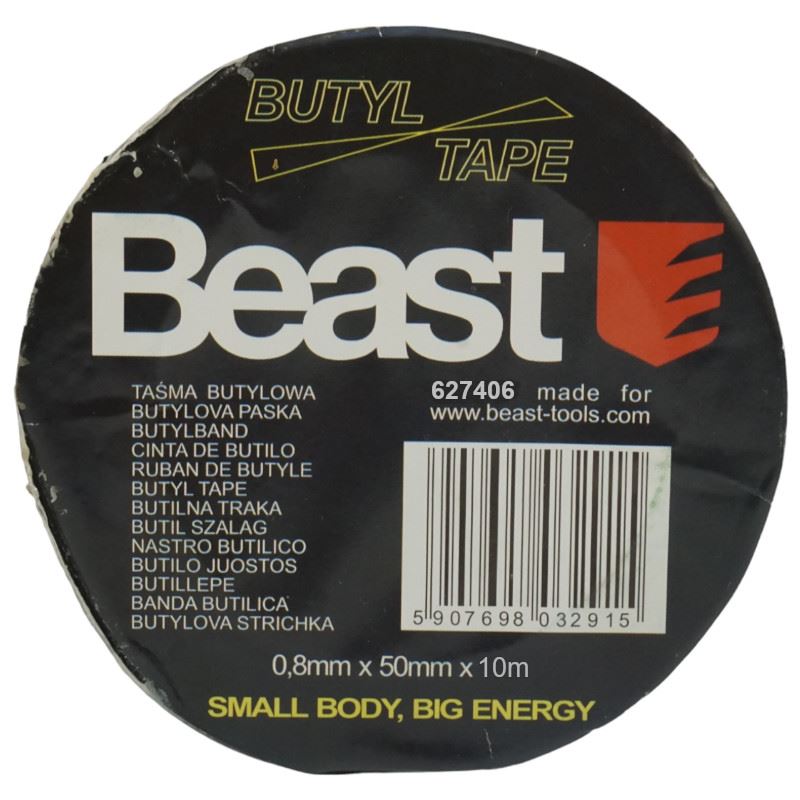 BUTYL
TAPE
Beast
TAŚMA BUTYLOWA
BUTYLOVA PASKA
BUTYLBAND
CINTA DE BUTILO
RUBAN DE BUTYLE
BUTYL TAPE
BUTILNA TRAKA
BUTIL SZALAG
NASTRO BUTILICO
BUTILO JUOSTOS
BUTILLEPE
BANDA BUTILICA
BUTYLOVA STRICHKA
627406 made for
www.beast-tools.com
5 907698 032915
0,8mm x 50mm x 10m
SMALL BODY, BIG ENERGY